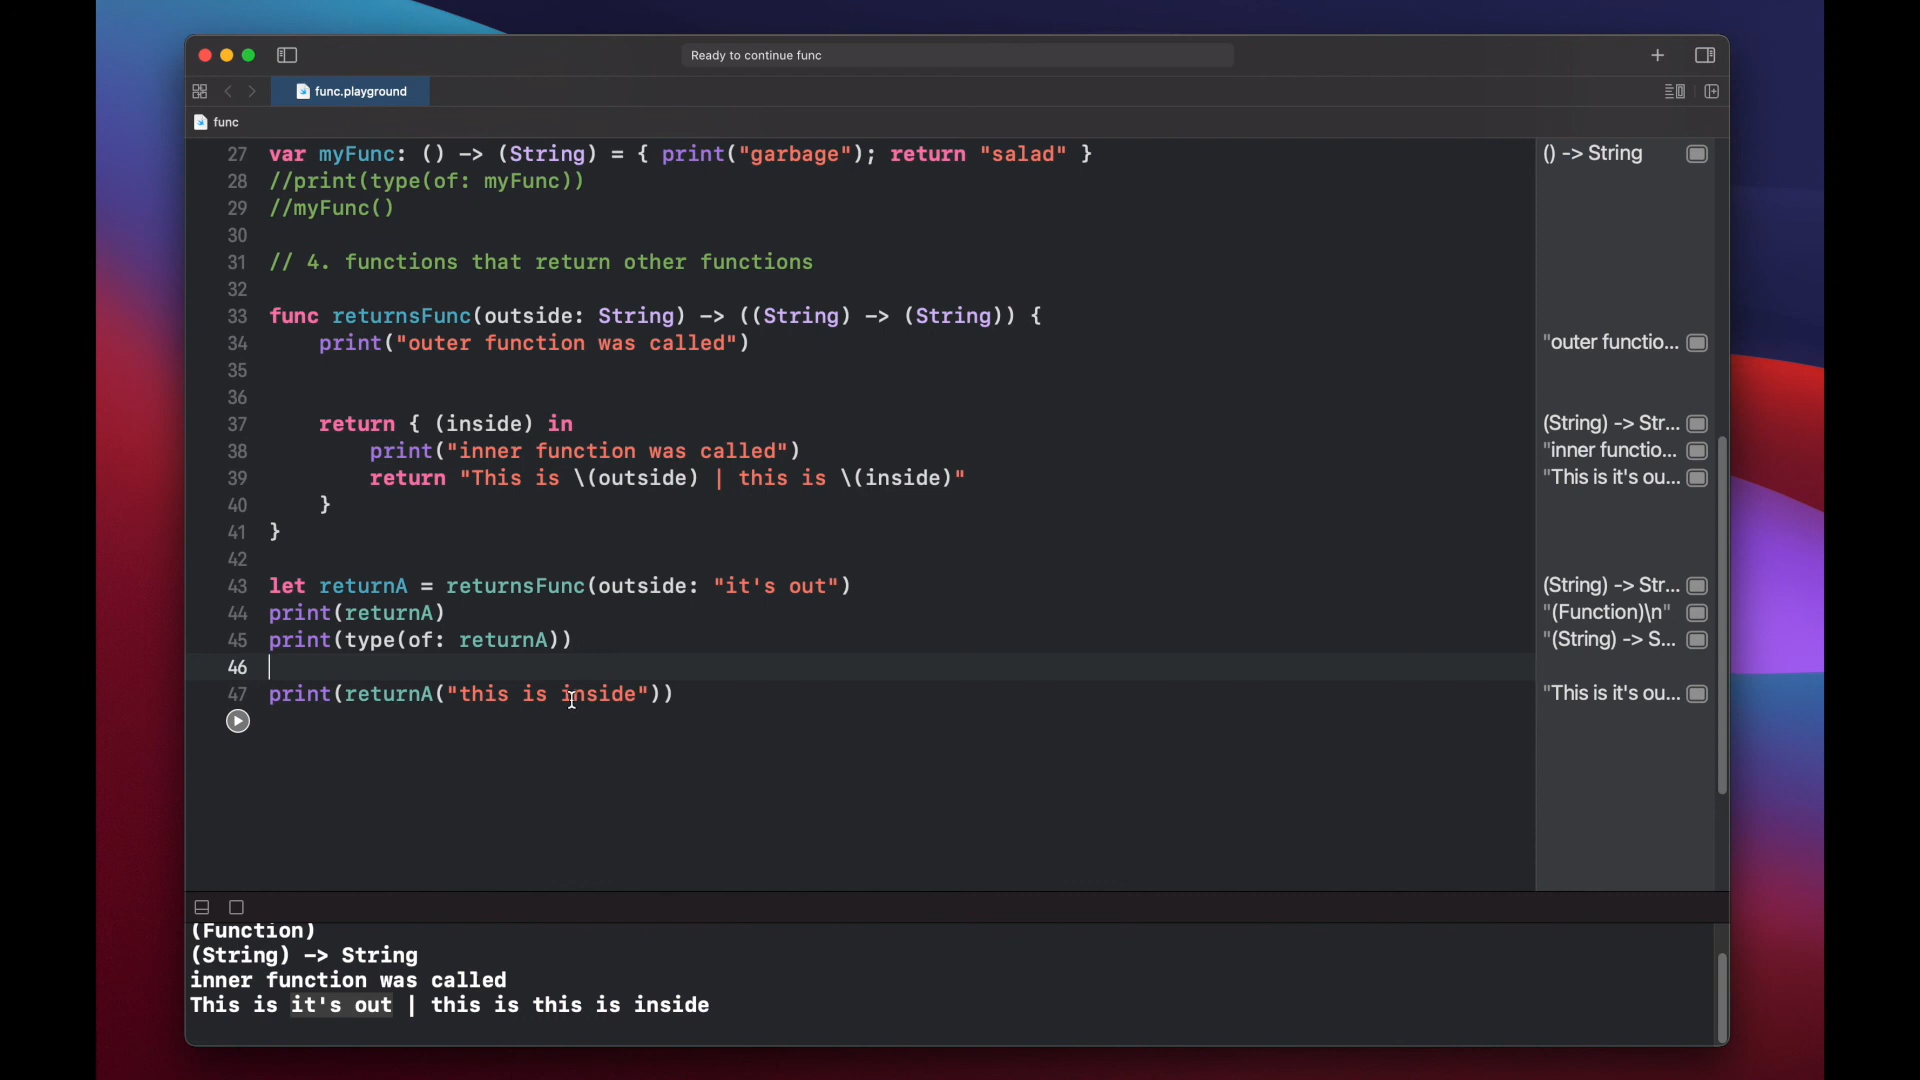 Ready to continue func
func.playground
func
27 var myFunc: () -> (String) = { print("garbage"); return "salad" }
() -> String
28 //print(type(of: myFunc))
29 //myFunc()
30
31 // 4. functions that return other functions
32
33 func returnsFunc(outside: String) -> ((String) -> (String)) {
34 print("outer function was called")
"outer functio...
35
36
37 return { (inside) in
(String) -> Str...
38 print("inner function was called")
"inner functio...
39 return "This is \(outside) | this is \(inside)"
"This is it's ou...
40 }
41 }
42
43 let returnA = returnsFunc(outside: "it's out")
(String) -> Str...
44 print(returnA)
"(Function)\n"
45 print(type(of: returnA))
"(String) -> S...
46
47 print(returnA("this is inside"))
"This is it's ou...
(Function)
(String) -> String
inner function was called
This is it's out | this is this is inside